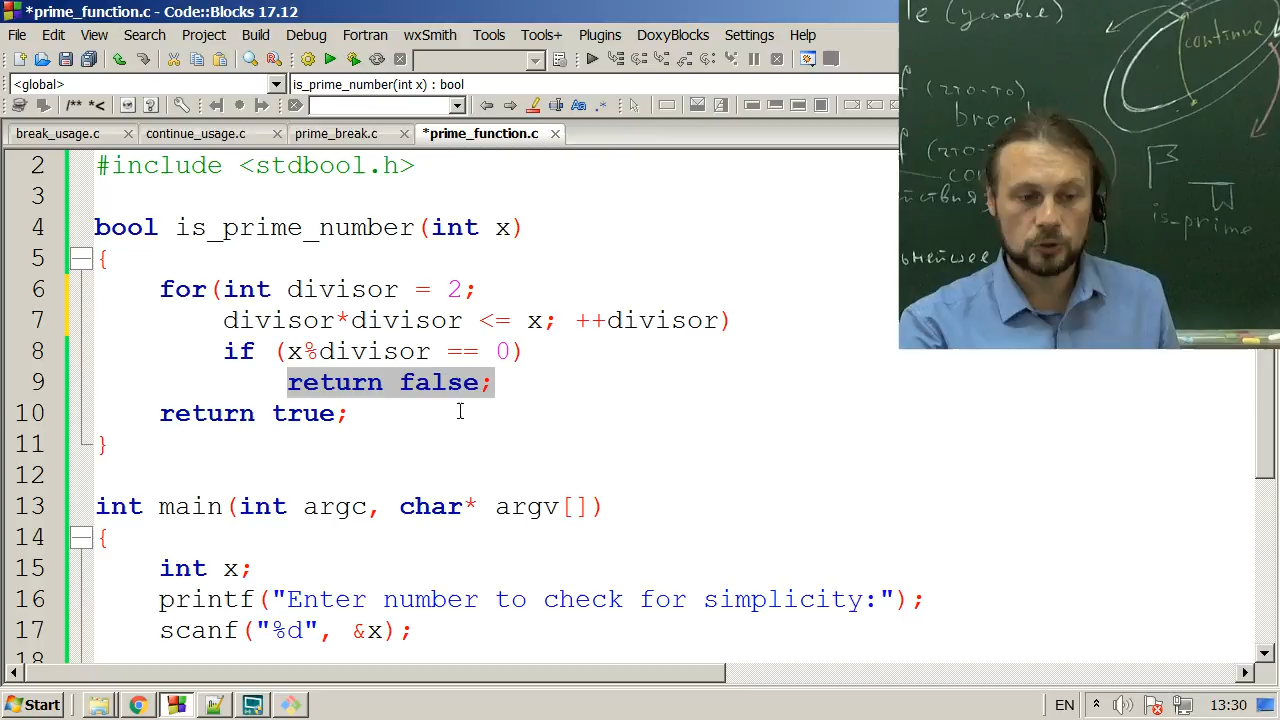 *prime_function.c - Code::Blocks 17.12
File Edit View Search Project Build Debug Fortran wxSmith Tools Tools+ Plugins DoxyBlocks Settings Help
<global>
is_prime_number(int x) : bool
/** *<
break_usage.c
continue_usage.c
prime_break.c
*prime_function.c
2 #include <stdbool.h>
3
4 bool is_prime_number(int x)
5 {
6 for(int divisor = 2;
7 divisor*divisor <= x; ++divisor)
8 if (x%divisor == 0)
9 return false;
10 return true;
11 }
12
13 int main(int argc, char* argv[])
14 {
15 int x;
16 printf("Enter number to check for simplicity:");
17 scanf("%d", &x);
18
(условие)
continue
(что-то)
is_prime
Start
EN
13:30